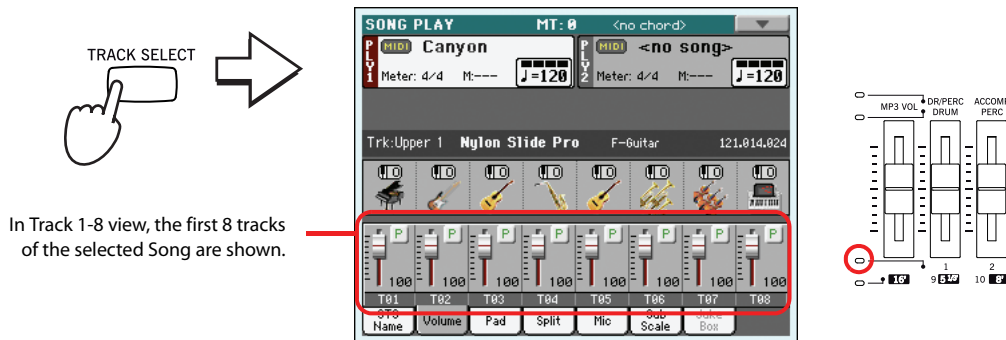 TRACK SELECT
In Track 1-8 view, the first 8 tracks
of the selected Song are shown.
SONG PLAY MT: 0 <no chord>
PLY1 MIDI Canyon
Meter: 4/4 M:--- ♩=120
PLY2 MIDI <no song>
Meter: 4/4 M:--- ♩=120
Trk:Upper 1 Nylon Slide Pro F-Guitar 121.014.024
P P P P P P P P
100 100 100 100 100 100 100 100
T01 T02 T03 T04 T05 T06 T07 T08
STS Name
Volume
Pad
Split
Mic
Sub Scale
Juke Box
MP3 VOL
DR/PERC
DRUM
ACCOMP
PERC
1 2
16' 9 5 1/3' 10 8'